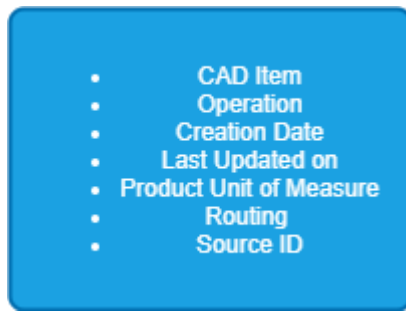 • CAD Item
• Operation
• Creation Date
• Last Updated on
• Product Unit of Measure
• Routing
• Source ID